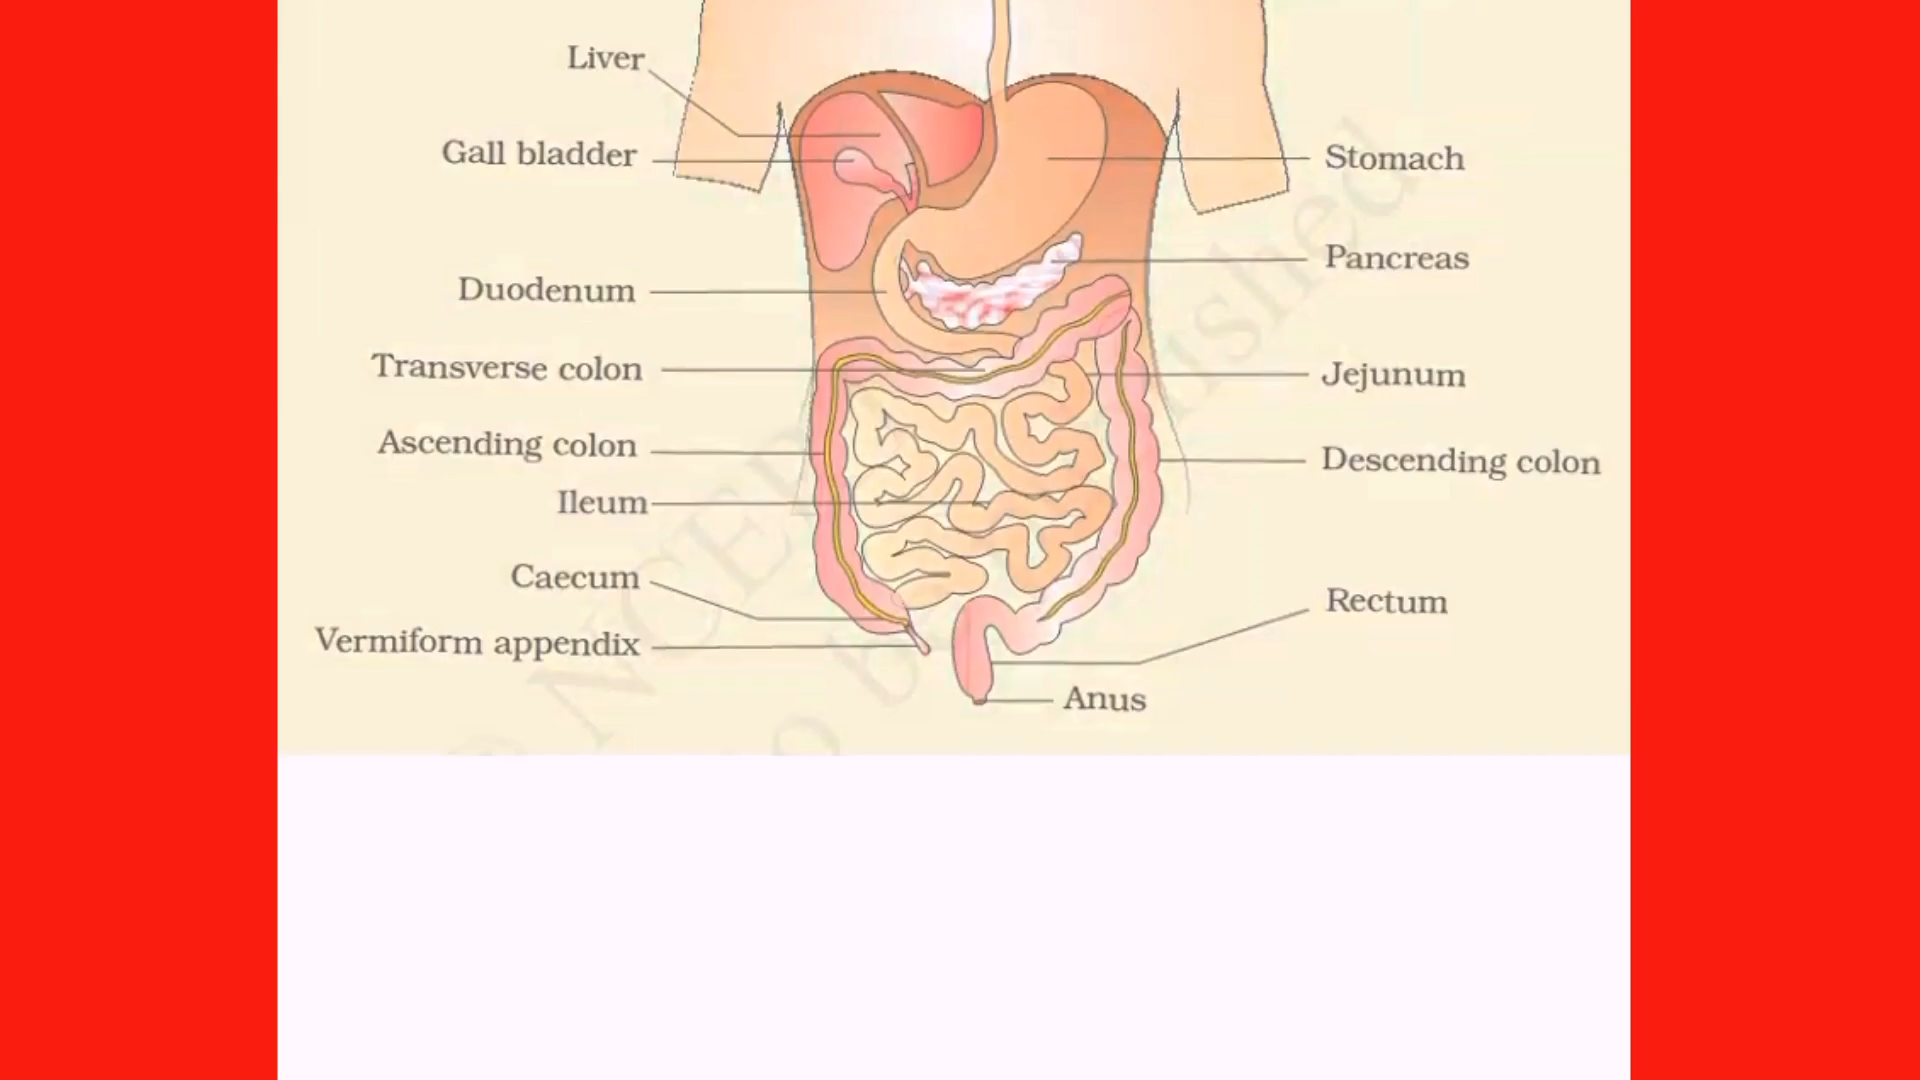 Liver
Gall bladder
Stomach
Pancreas
Duodenum
Transverse colon
Jejunum
Ascending colon
Descending colon
Ileum
Caecum
Rectum
Vermiform appendix
Anus